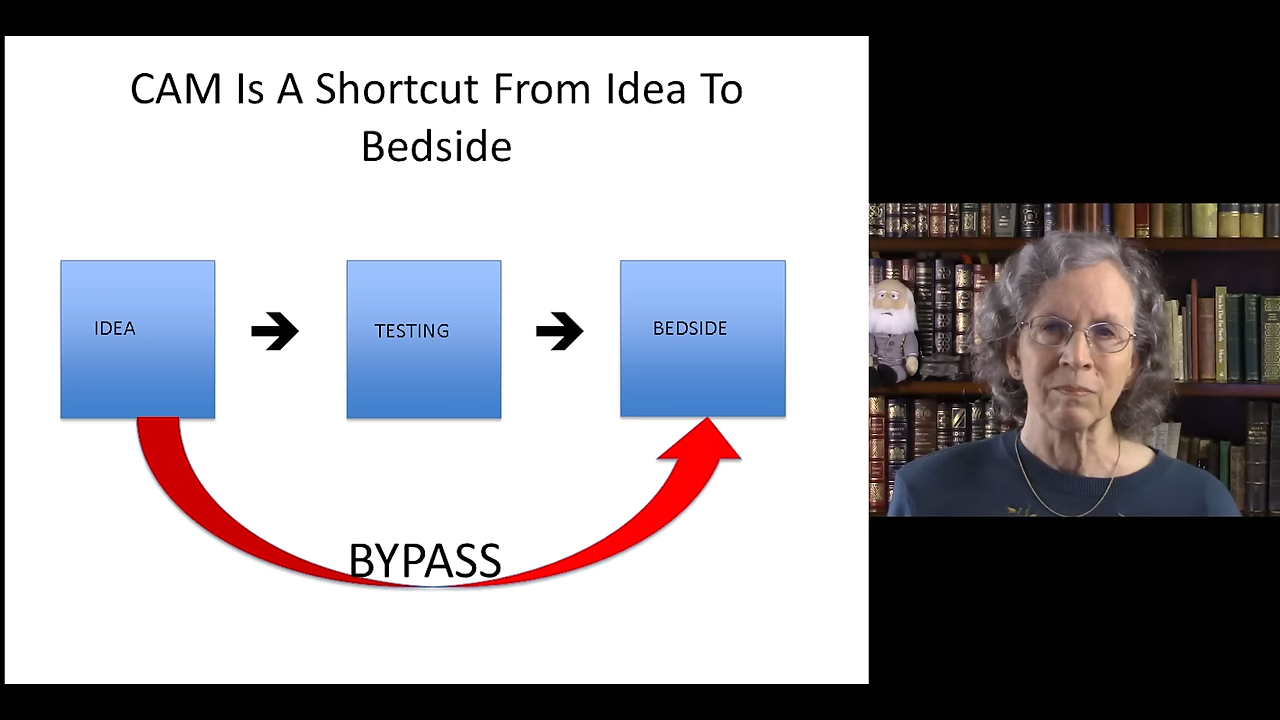 CAM Is A Shortcut From Idea To
Bedside
IDEA
TESTING
BEDSIDE
BYPASS